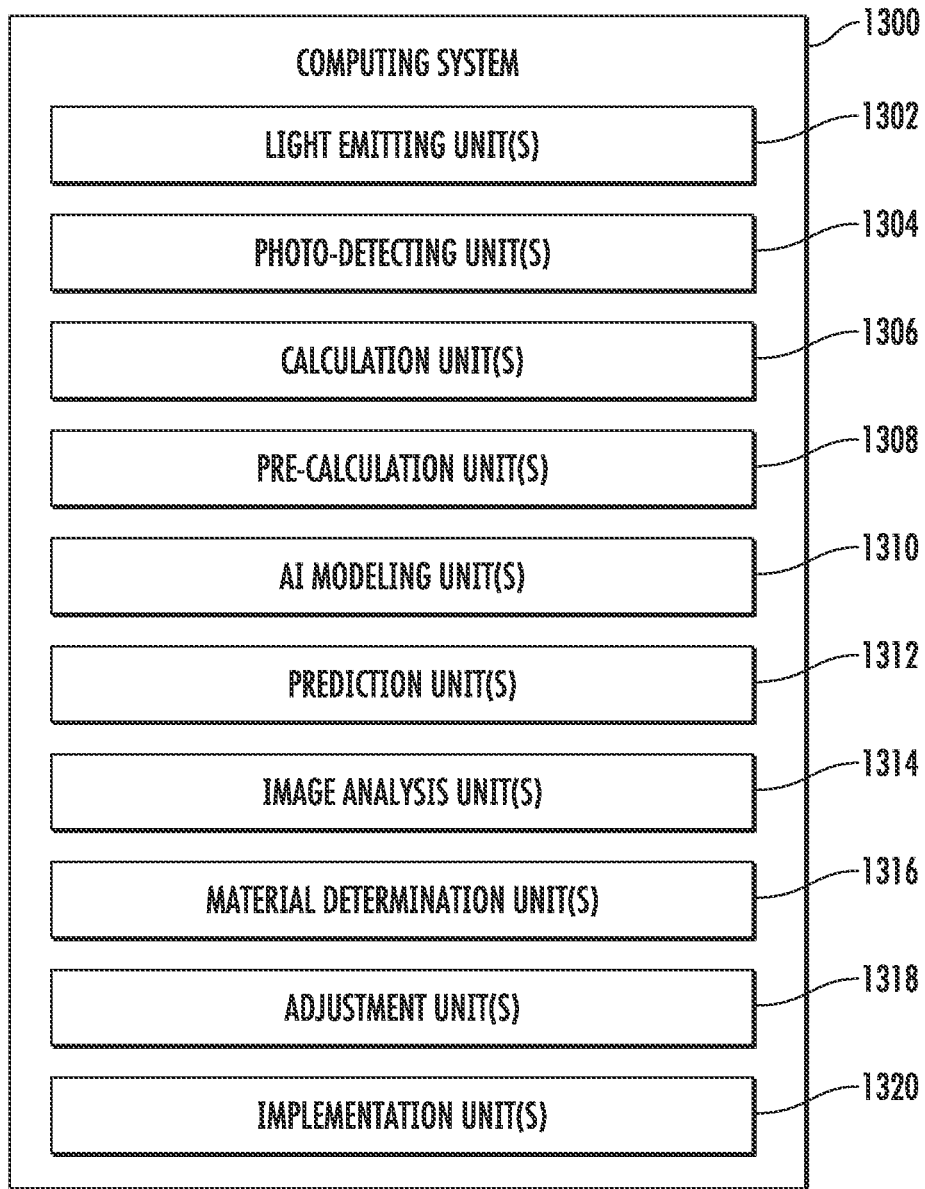 1300
COMPUTING SYSTEM
1302
LIGHT EMITTING UNIT(S)
1304
PHOTO-DETECTING UNIT(S)
1306
CALCULATION UNIT(S)
1308
PRE-CALCULATION UNIT(S)
1310
AI MODELING UNIT(S)
1312
PREDICTION UNIT(S)
1314
IMAGE ANALYSIS UNIT(S)
1316
MATERIAL DETERMINATION UNIT(S)
1318
ADJUSTMENT UNIT(S)
1320
IMPLEMENTATION UNIT(S)